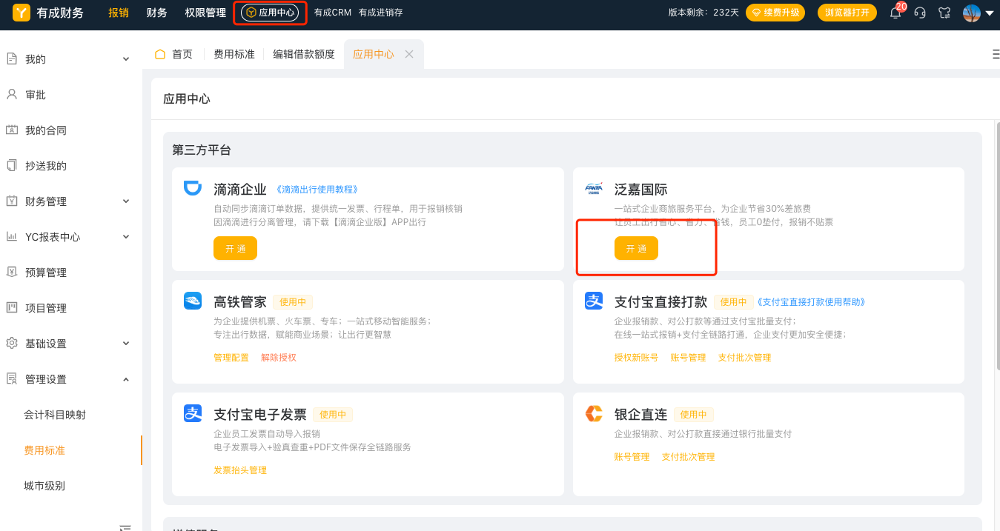 有成财务
报销
财务
权限管理
应用中心
有成CRM
有成进销存
版本剩余：232天
续费升级
浏览器打开
20
我的
审批
我的合同
抄送我的
财务管理
YC报表中心
预算管理
项目管理
基础设置
管理设置
会计科目映射
费用标准
城市级别
首页
费用标准
编辑借款额度
应用中心
应用中心
第三方平台
滴滴企业
《滴滴出行使用教程》
自动同步滴滴订单数据，提供统一发票、行程单，用于报销核销
因滴滴进行分离管理，请下载【滴滴企业版】APP出行
开 通
泛嘉国际
一站式企业商旅服务平台，为企业节省30%差旅费
让员工出行省心、省力、省钱，员工0垫付，报销不贴票
开 通
高铁管家
使用中
为企业提供机票、火车票、专车；一站式移动智能服务；
专注出行数据，赋能商业场景；让出行更智慧
管理配置
解除授权
支付宝直接打款
使用中
《支付宝直接打款使用帮助》
企业报销款、对公打款等通过支付宝批量支付；
在线一站式报销+支付全链路打通，企业支付更加安全便捷；
授权新账号
账号管理
支付批次管理
支付宝电子发票
使用中
企业员工发票自动导入报销
电子发票导入+验真查重+PDF文件保存全链路服务
发票抬头管理
银企直连
使用中
企业报销款、对公打款直接通过银行批量支付
账号管理
支付批次管理